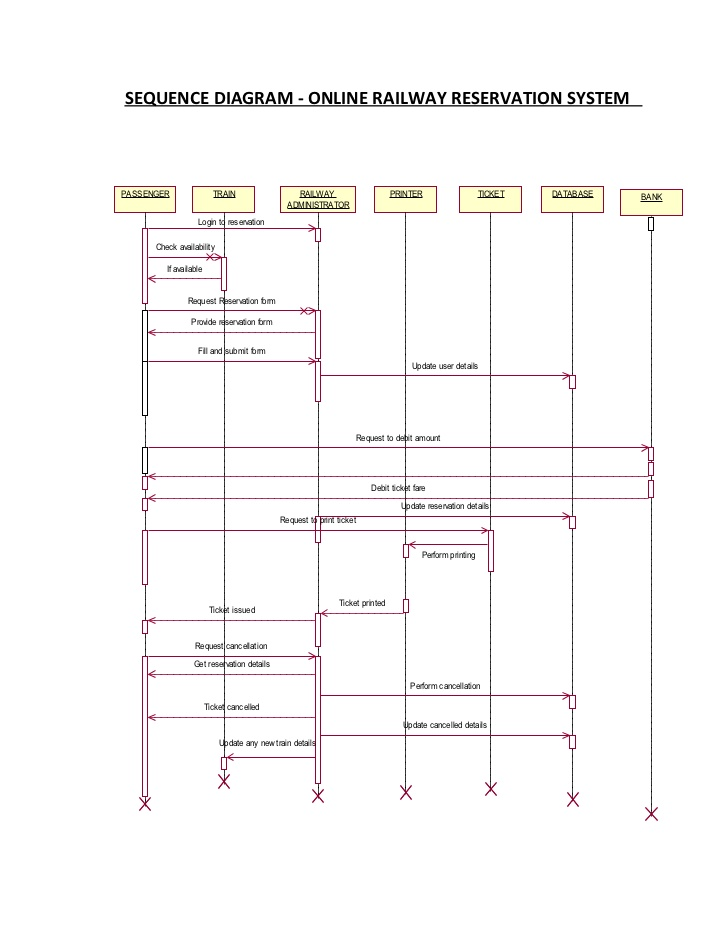 SEQUENCE DIAGRAM - ONLINE RAILWAY RESERVATION SYSTEM
PASSENGER
TRAIN
RAILWAY
ADMINISTRATOR
PRINTER
TICKET
DATABASE
BANK
Login to reservation
Check availability
If available
Request Reservation form
Provide reservation form
Fill and submit form
Update user details
Request to debit amount
Debit ticket fare
Update reservation details
Request to print ticket
Perform printing
Ticket printed
Ticket issued
Request cancellation
Get reservation details
Perform cancellation
Ticket cancelled
Update cancelled details
Update any new train details